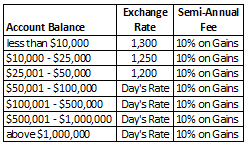 Account Balance Exchange Rate Semi-Annual Fee
less than $10,000 1,300 10% on Gains
$10,000 - $25,000 1,250 10% on Gains
$25,001 - $50,000 1,200 10% on Gains
$50,001 - $100,000 Day's Rate 10% on Gains
$100,001 - $500,000 Day's Rate 10% on Gains
$500,001 - $1,000,000 Day's Rate 10% on Gains
above $1,000,000 Day's Rate 10% on Gains